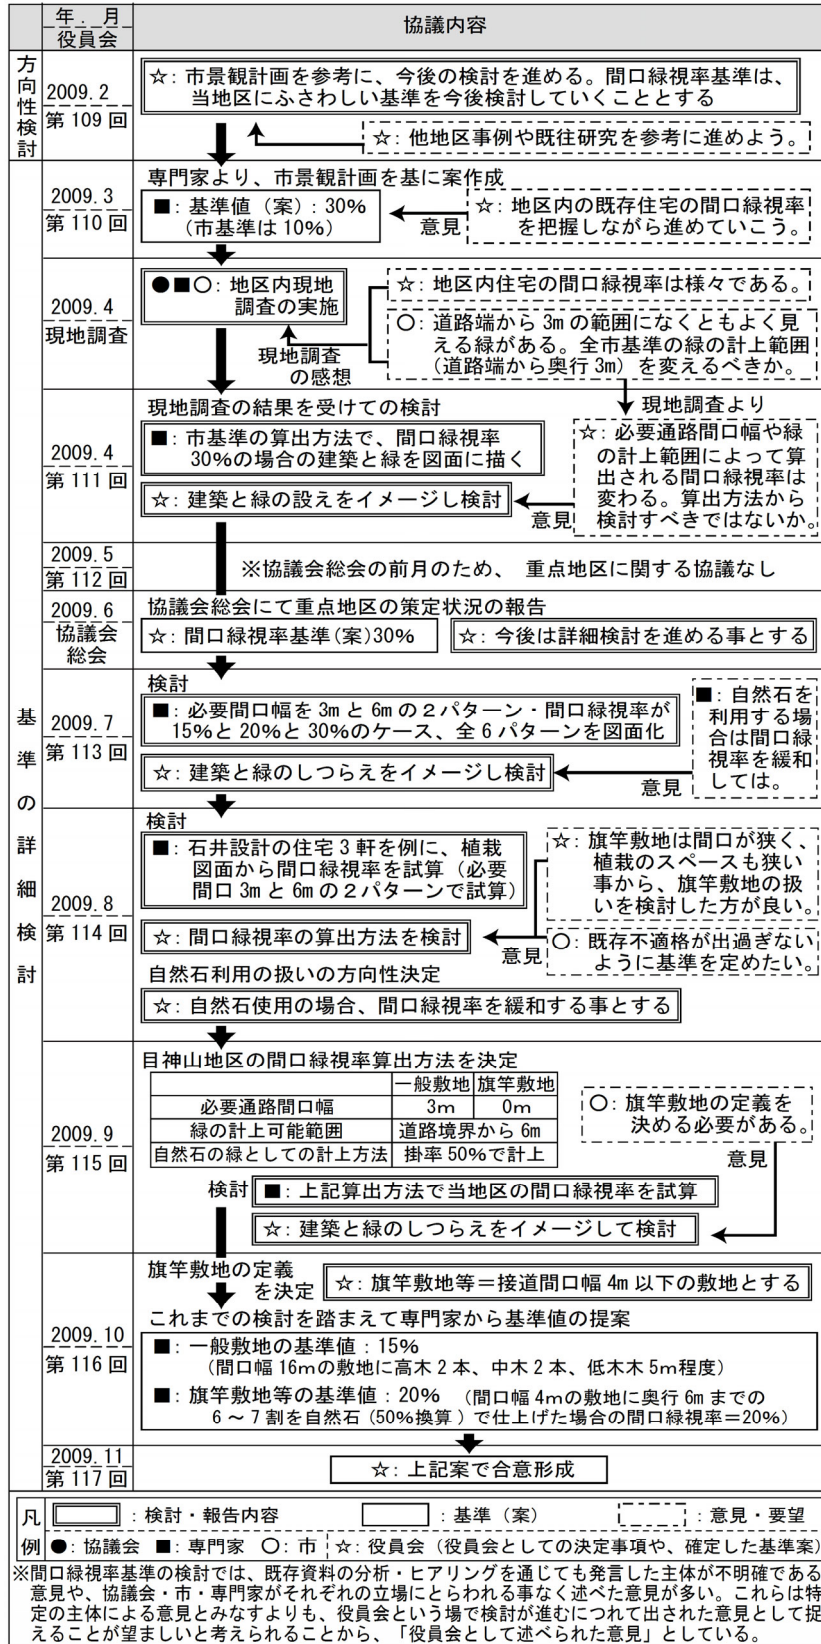 年．月
役員会
協議内容
方向性検討
2009.2
第 109 回
☆：市景観計画を参考に、今後の検討を進める。間口緑視率基準は、
当地区にふさわしい基準を今後検討していくこととする
☆：他地区事例や既往研究を参考に進めよう。
基準の詳細検討
2009.3
第 110 回
専門家より、市景観計画を基に案作成
■：基準値（案）：30%
（市基準は 10%）
意見
☆：地区内の既存住宅の間口緑視率
を把握しながら進めていこう。
2009.4
現地調査
●■○：地区内現地
調査の実施
現地調査
の感想
☆：地区内住宅の間口緑視率は様々である。
○：道路端から 3m の範囲になくともよく見
える緑がある。全市基準の緑の計上範囲
（道路端から奥行 3m）を変えるべきか。
2009.4
第 111 回
現地調査の結果を受けての検討
現地調査より
■：市基準の算出方法で、間口緑視率
30%の場合の建築と緑を図面に描く
☆：建築と緑の設えをイメージし検討
意見
☆：必要通路間口幅や緑
の計上範囲によって算
出される間口緑視率は
変わる。算出方法から
検討すべきではないか。
2009.5
第 112 回
※協議会総会の前月のため、 重点地区に関する協議なし
2009.6
協議会
総会
協議会総会にて重点地区の策定状況の報告
☆：間口緑視率基準(案)30%
☆：今後は詳細検討を進める事とする
2009.7
第 113 回
検討
■：必要間口幅を 3m と 6m の２パターン・間口緑視率が
15%と 20%と 30%のケース、全 6 パターンを図面化
☆：建築と緑のしつらえをイメージし検討
意見
■：自然石を
利用する場
合は間口緑
視率を緩和
しては。
2009.8
第 114 回
検討
■：石井設計の住宅 3 軒を例に、植栽
図面から間口緑視率を試算（必要
間口 3m と 6m の２パターンで試算）
☆：間口緑視率の算出方法を検討
意見
☆：旗竿敷地は間口が狭く、
植栽のスペースも狭い
事から、旗竿敷地の扱
いを検討した方が良い。
○：既存不適格が出過ぎない
ように基準を定めたい。
自然石利用の扱いの方向性決定
☆：自然石使用の場合、間口緑視率を緩和する事とする
2009.9
第 115 回
目神山地区の間口緑視率算出方法を決定
一般敷地 旗竿敷地
必要通路間口幅 3m 0m
緑の計上可能範囲 道路境界から 6m
自然石の緑としての計上方法 掛率 50%で計上
○：旗竿敷地の定義を
決める必要がある。
意見
検討
■：上記算出方法で当地区の間口緑視率を試算
☆：建築と緑のしつらえをイメージして検討
2009.10
第 116 回
旗竿敷地の定義
を決定
☆：旗竿敷地等＝接道間口幅 4m 以下の敷地とする
これまでの検討を踏まえて専門家から基準値の提案
■：一般敷地の基準値：15%
（間口幅 16mの敷地に高木 2 本、中木 2 本、低木木 5m 程度）
■：旗竿敷地等の基準値：20% （間口幅 4mの敷地に奥行 6m までの
6 ～ 7 割を自然石（50%換算）で仕上げた場合の間口緑視率＝20%）
2009.11
第 117 回
☆：上記案で合意形成
凡例
：検討・報告内容
：基準（案）
：意見・要望
●：協議会 ■：専門家 ○：市 ☆：役員会（役員会としての決定事項や、確定した基準案）
※間口緑視率基準の検討では、既存資料の分析・ヒアリングを通じても発言した主体が不明確である
意見や、協議会・市・専門家がそれぞれの立場にとらわれる事なく述べた意見が多い。これらは特
定の主体による意見とみなすよりも、役員会という場で検討が進むにつれて出された意見として捉
えることが望ましいと考えられることから、「役員会として述べられた意見」としている。